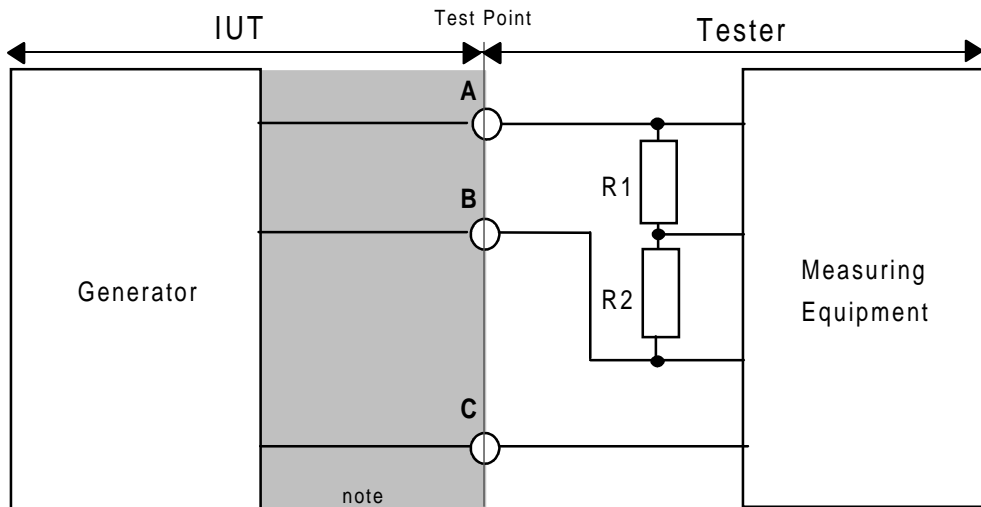 IUT
Test Point
Tester
A
R1
B
Generator
R2
Measuring
Equipment
C
note